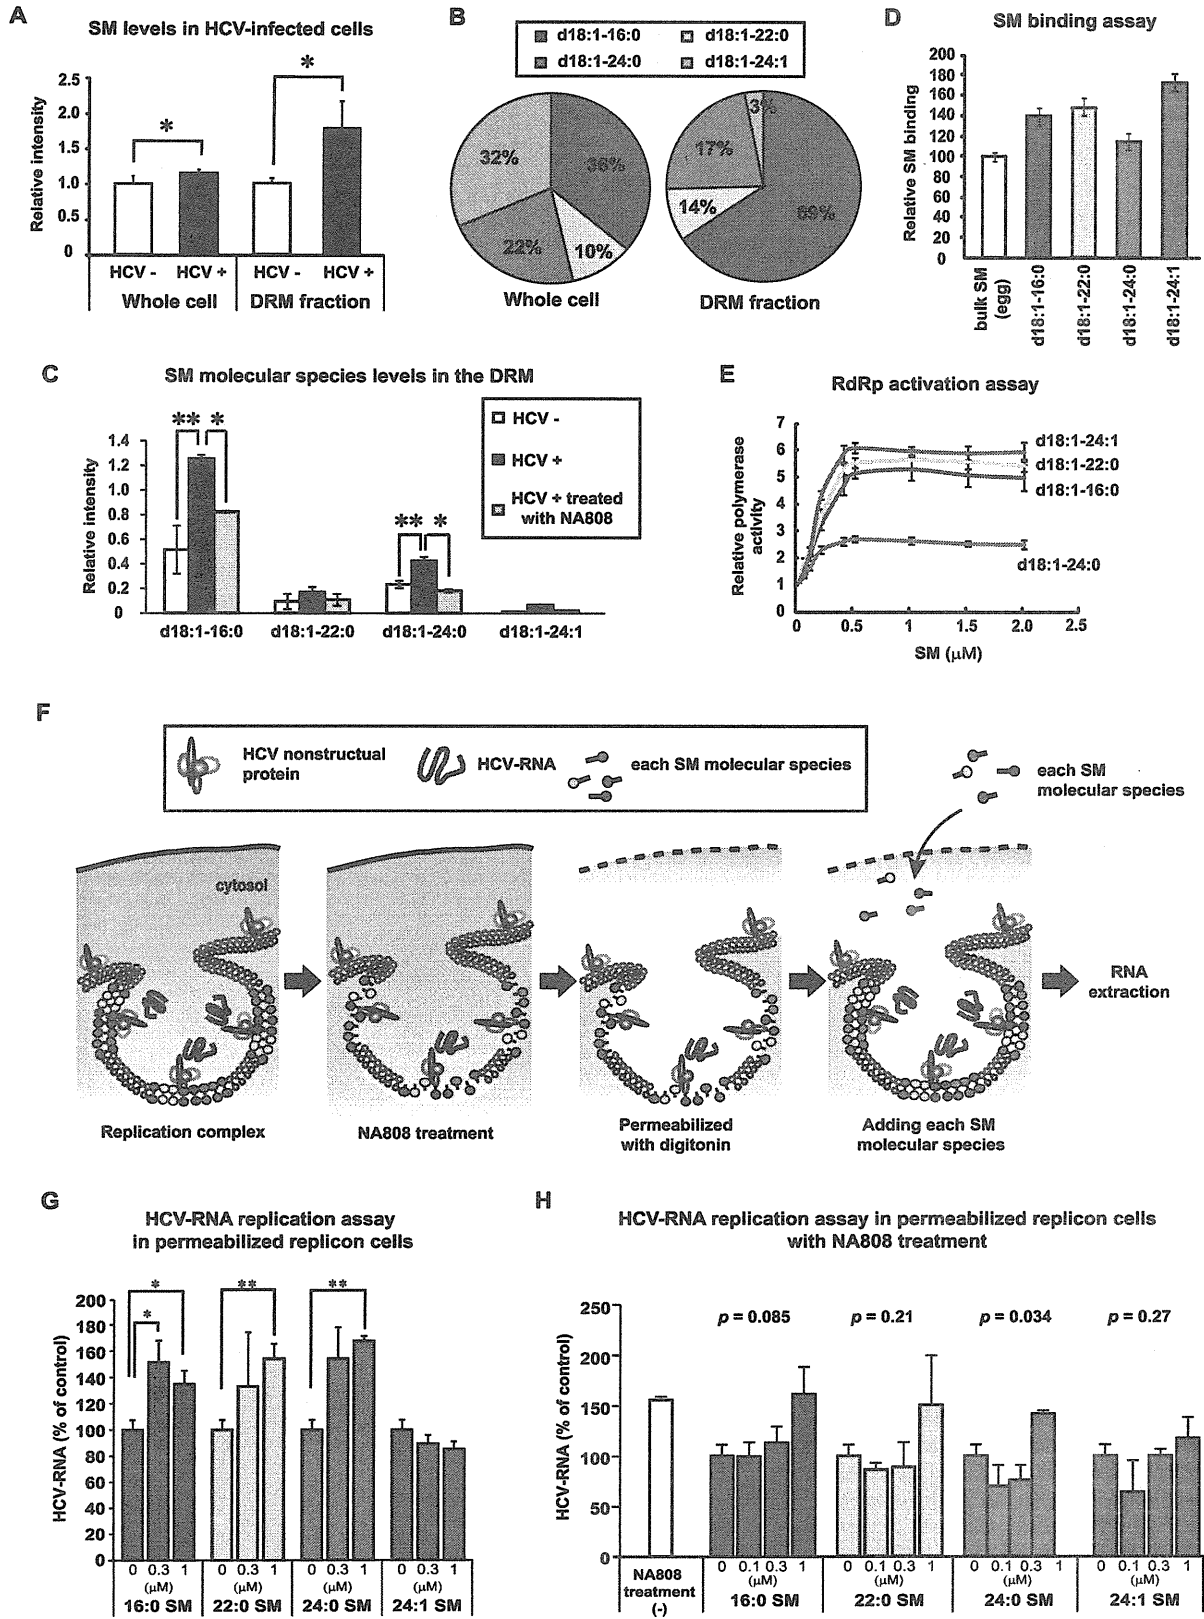 A
SM levels in HCV-infected cells
Relative intensity
2.5
2.0
1.5
1.0
0.5
0
*
*
HCV -
HCV +
HCV -
HCV +
Whole cell
DRM fraction
B
d18:1-16:0
d18:1-22:0
d18:1-24:0
d18:1-24:1
32%
36%
22%
10%
Whole cell
3%
17%
14%
69%
DRM fraction
D
SM binding assay
Relative SM binding
200
180
160
140
120
100
80
60
40
20
0
bulk SM
(egg)
d18:1-16:0
d18:1-22:0
d18:1-24:0
d18:1-24:1
C
SM molecular species levels in the DRM
Relative intensity
1.4
1.2
1.0
0.8
0.6
0.4
0.2
0
** *
** *
HCV -
HCV +
HCV + treated
with NA808
d18:1-16:0
d18:1-22:0
d18:1-24:0
d18:1-24:1
E
RdRp activation assay
Relative polymerase
activity
7
6
5
4
3
2
1
0
d18:1-24:1
d18:1-22:0
d18:1-16:0
d18:1-24:0
0
0.5
1
1.5
2.0
2.5
SM (μM)
F
HCV nonstructual
protein
HCV-RNA
each SM molecular species
each SM
molecular species
cytosol
RNA
extraction
Replication complex
NA808 treatment
Permeabilized
with digitonin
Adding each SM
molecular species
G
HCV-RNA replication assay
in permeabilized replicon cells
HCV-RNA (% of control)
200
180
160
140
120
100
80
60
40
20
0
*
*
**
**
0 0.3 1
(μM)
16:0 SM
0 0.3 1
(μM)
22:0 SM
0 0.3 1
(μM)
24:0 SM
0 0.3 1
(μM)
24:1 SM
H
HCV-RNA replication assay in permeabilized replicon cells
with NA808 treatment
HCV-RNA (% of control)
250
200
150
100
50
0
p = 0.085
p = 0.21
p = 0.034
p = 0.27
NA808
treatment
(-)
0 0.1 0.3 1
(μM)
16:0 SM
0 0.1 0.3 1
(μM)
22:0 SM
0 0.1 0.3 1
(μM)
24:0 SM
0 0.1 0.3 1
(μM)
24:1 SM